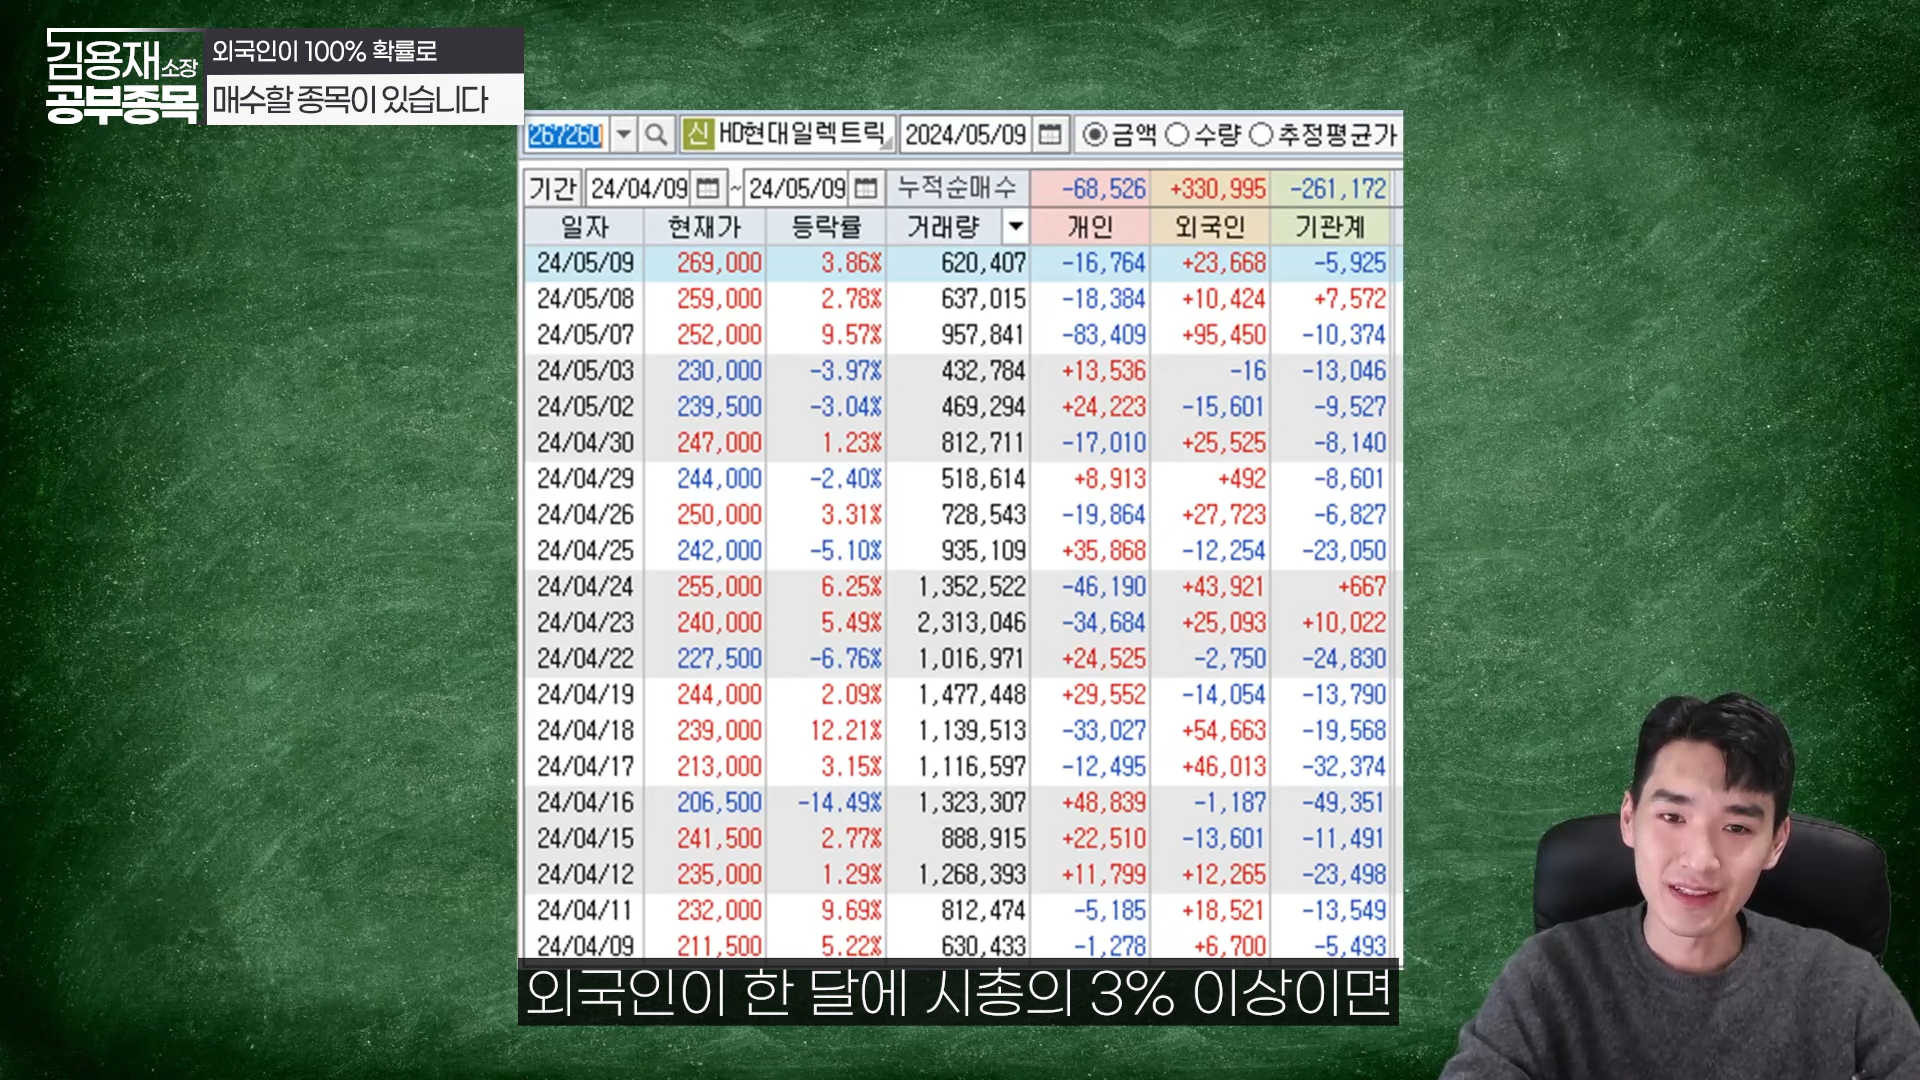 김용재소장
공부종목
외국인이 100% 확률로
매수할 종목이 있습니다
267260 신 HD현대일렉트릭 2024/05/09 금액 수량 추정평균가
기간 24/04/09 ~ 24/05/09 누적순매수 -68,526 +330,995 -261,172
일자 현재가 등락률 거래량 개인 외국인 기관계
24/05/09 269,000 3.86% 620,407 -16,764 +23,668 -5,925
24/05/08 259,000 2.78% 637,015 -18,384 +10,424 +7,572
24/05/07 252,000 9.57% 957,841 -83,409 +95,450 -10,374
24/05/03 230,000 -3.97% 432,784 +13,536 -16 -13,046
24/05/02 239,500 -3.04% 469,294 +24,223 -15,601 -9,527
24/04/30 247,000 1.23% 812,711 -17,010 +25,525 -8,140
24/04/29 244,000 -2.40% 518,614 +8,913 +492 -8,601
24/04/26 250,000 3.31% 728,543 -19,864 +27,723 -6,827
24/04/25 242,000 -5.10% 935,109 +35,868 -12,254 -23,050
24/04/24 255,000 6.25% 1,352,522 -46,190 +43,921 +667
24/04/23 240,000 5.49% 2,313,046 -34,684 +25,093 +10,022
24/04/22 227,500 -6.76% 1,016,971 +24,525 -2,750 -24,830
24/04/19 244,000 2.09% 1,477,448 +29,552 -14,054 -13,790
24/04/18 239,000 12.21% 1,139,513 -33,027 +54,663 -19,568
24/04/17 213,000 3.15% 1,116,597 -12,495 +46,013 -32,374
24/04/16 206,500 -14.49% 1,323,307 +48,839 -1,187 -49,351
24/04/15 241,500 2.77% 888,915 +22,510 -13,601 -11,491
24/04/12 235,000 1.29% 1,268,393 +11,799 +12,265 -23,498
24/04/11 232,000 9.69% 812,474 -5,185 +18,521 -13,549
24/04/09 211,500 5.22% 630,433 -1,278 +6,700 -5,493
외국인이 한 달에 시총의 3% 이상이면